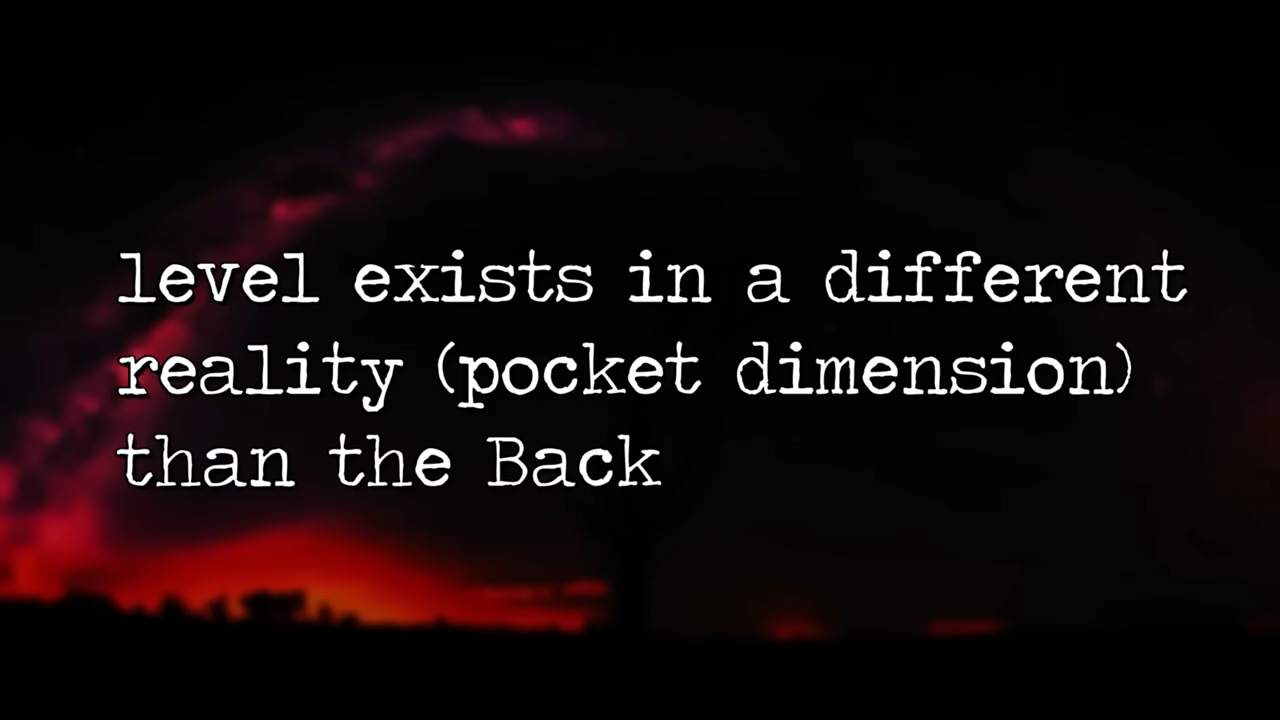 level exists in a different
reality (pocket dimension)
than the Back